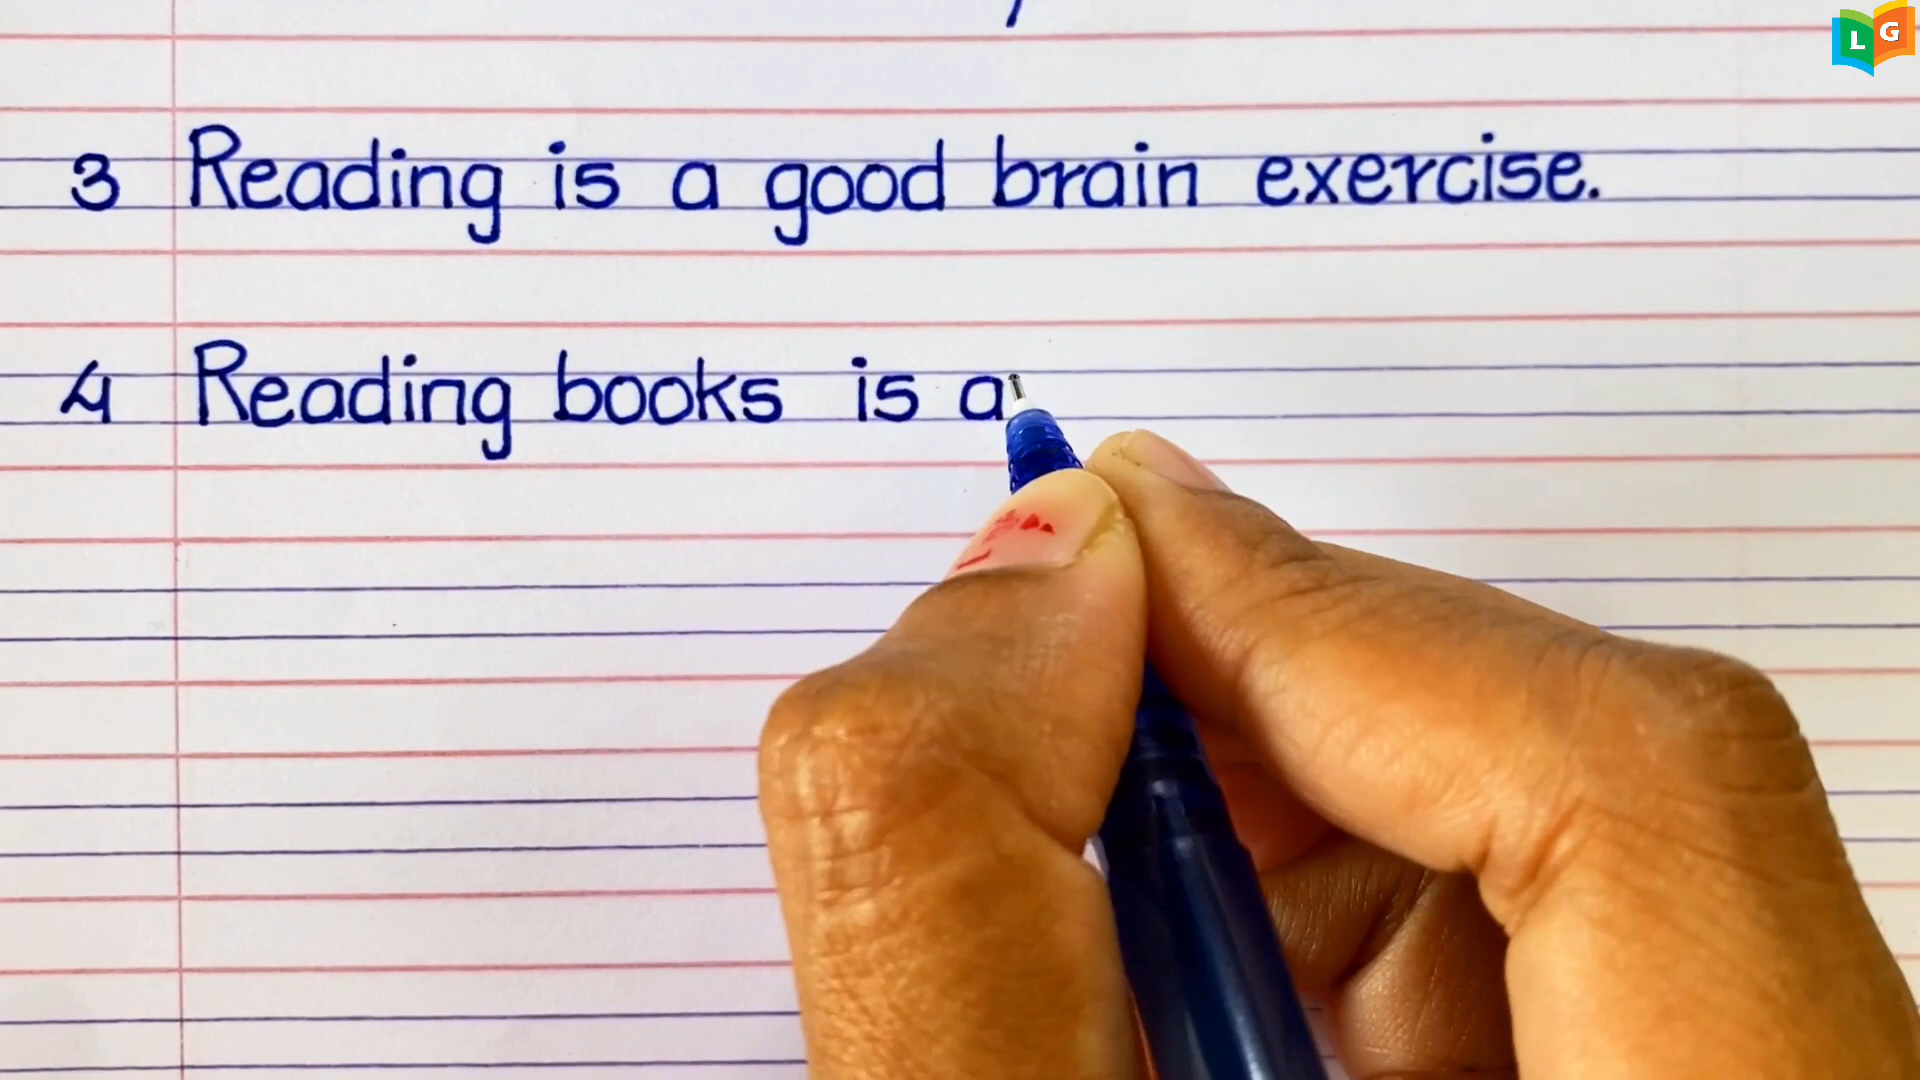 L G
3 Reading is a good brain exercise.
4 Reading books is a